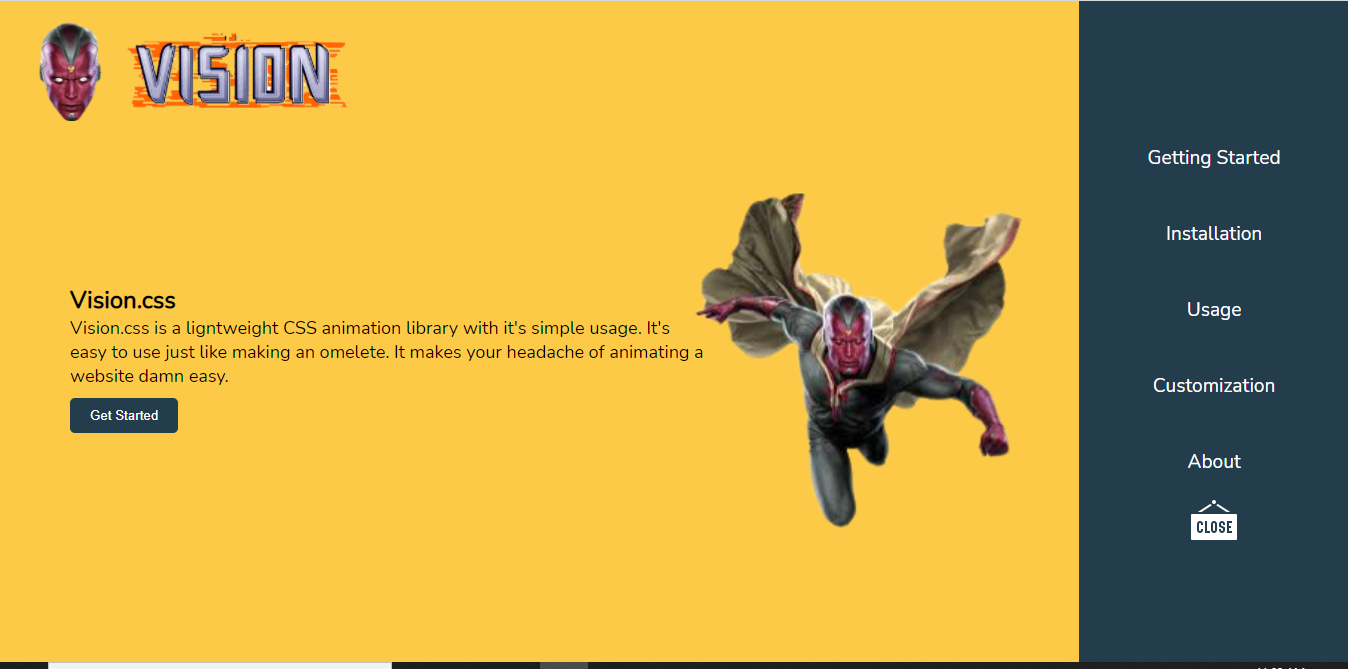 VISION
Getting Started
Installation
Usage
Customization
About
CLOSE
Vision.css
Vision.css is a ligntweight CSS animation library with it's simple usage. It's
easy to use just like making an omelete. It makes your headache of animating a
website damn easy.
Get Started